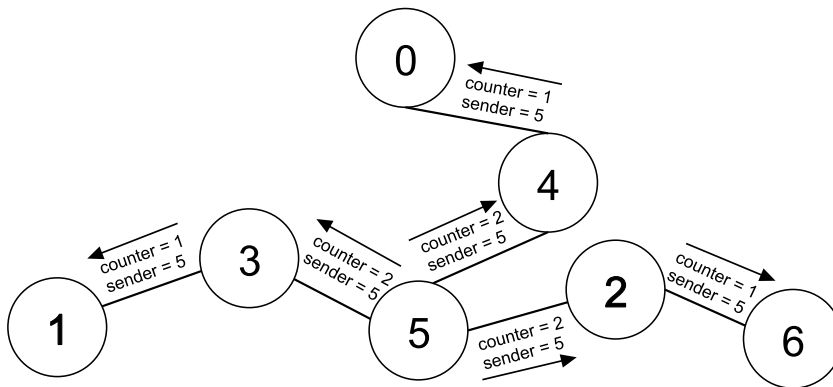 0
counter = 1
sender = 5
4
counter = 2
sender = 5
3
counter = 2
sender = 5
counter = 1
sender = 5
1
5
2
counter = 1
sender = 5
counter = 2
sender = 5
6